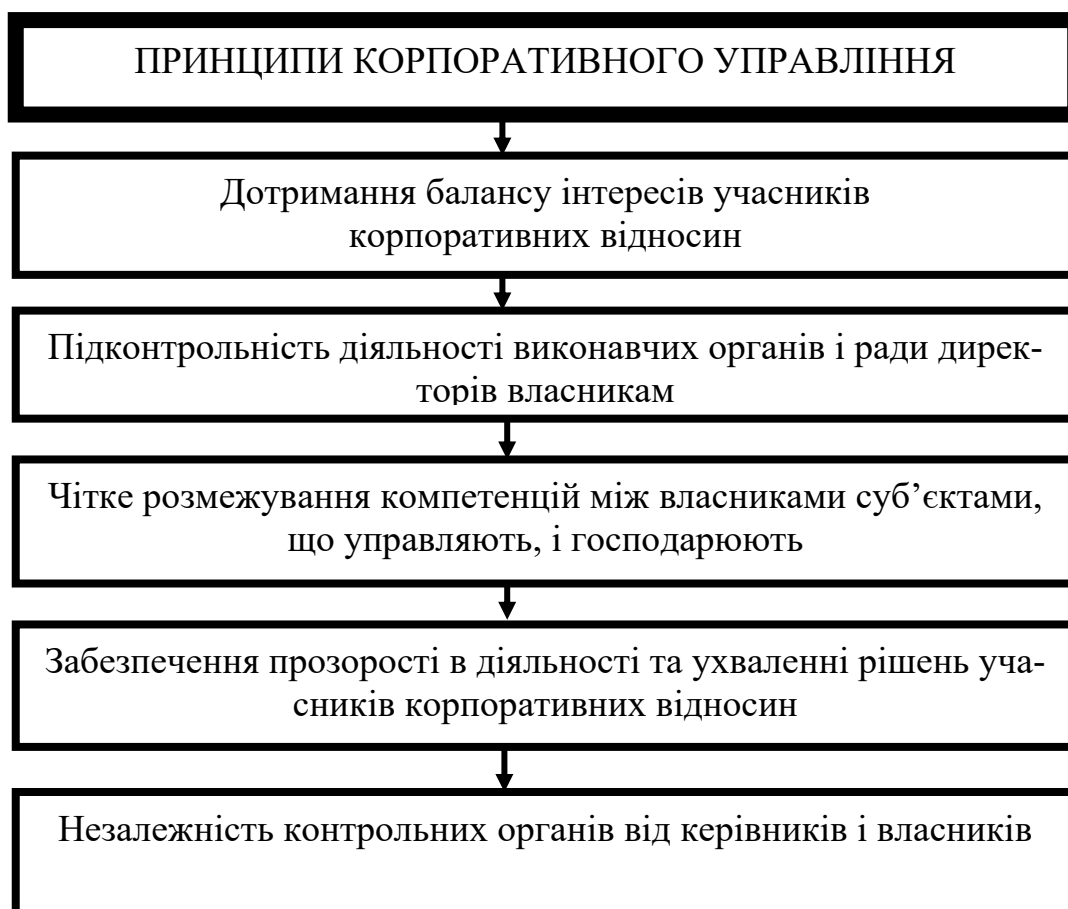 ПРИНЦИПИ КОРПОРАТИВНОГО УПРАВЛІННЯ
Дотримання балансу інтересів учасників
корпоративних відносин
Підконтрольність діяльності виконавчих органів і ради дирек-
торів власникам
Чітке розмежування компетенцій між власниками суб’єктами,
що управляють, і господарюють
Забезпечення прозорості в діяльності та ухваленні рішень уча-
сників корпоративних відносин
Незалежність контрольних органів від керівників і власників